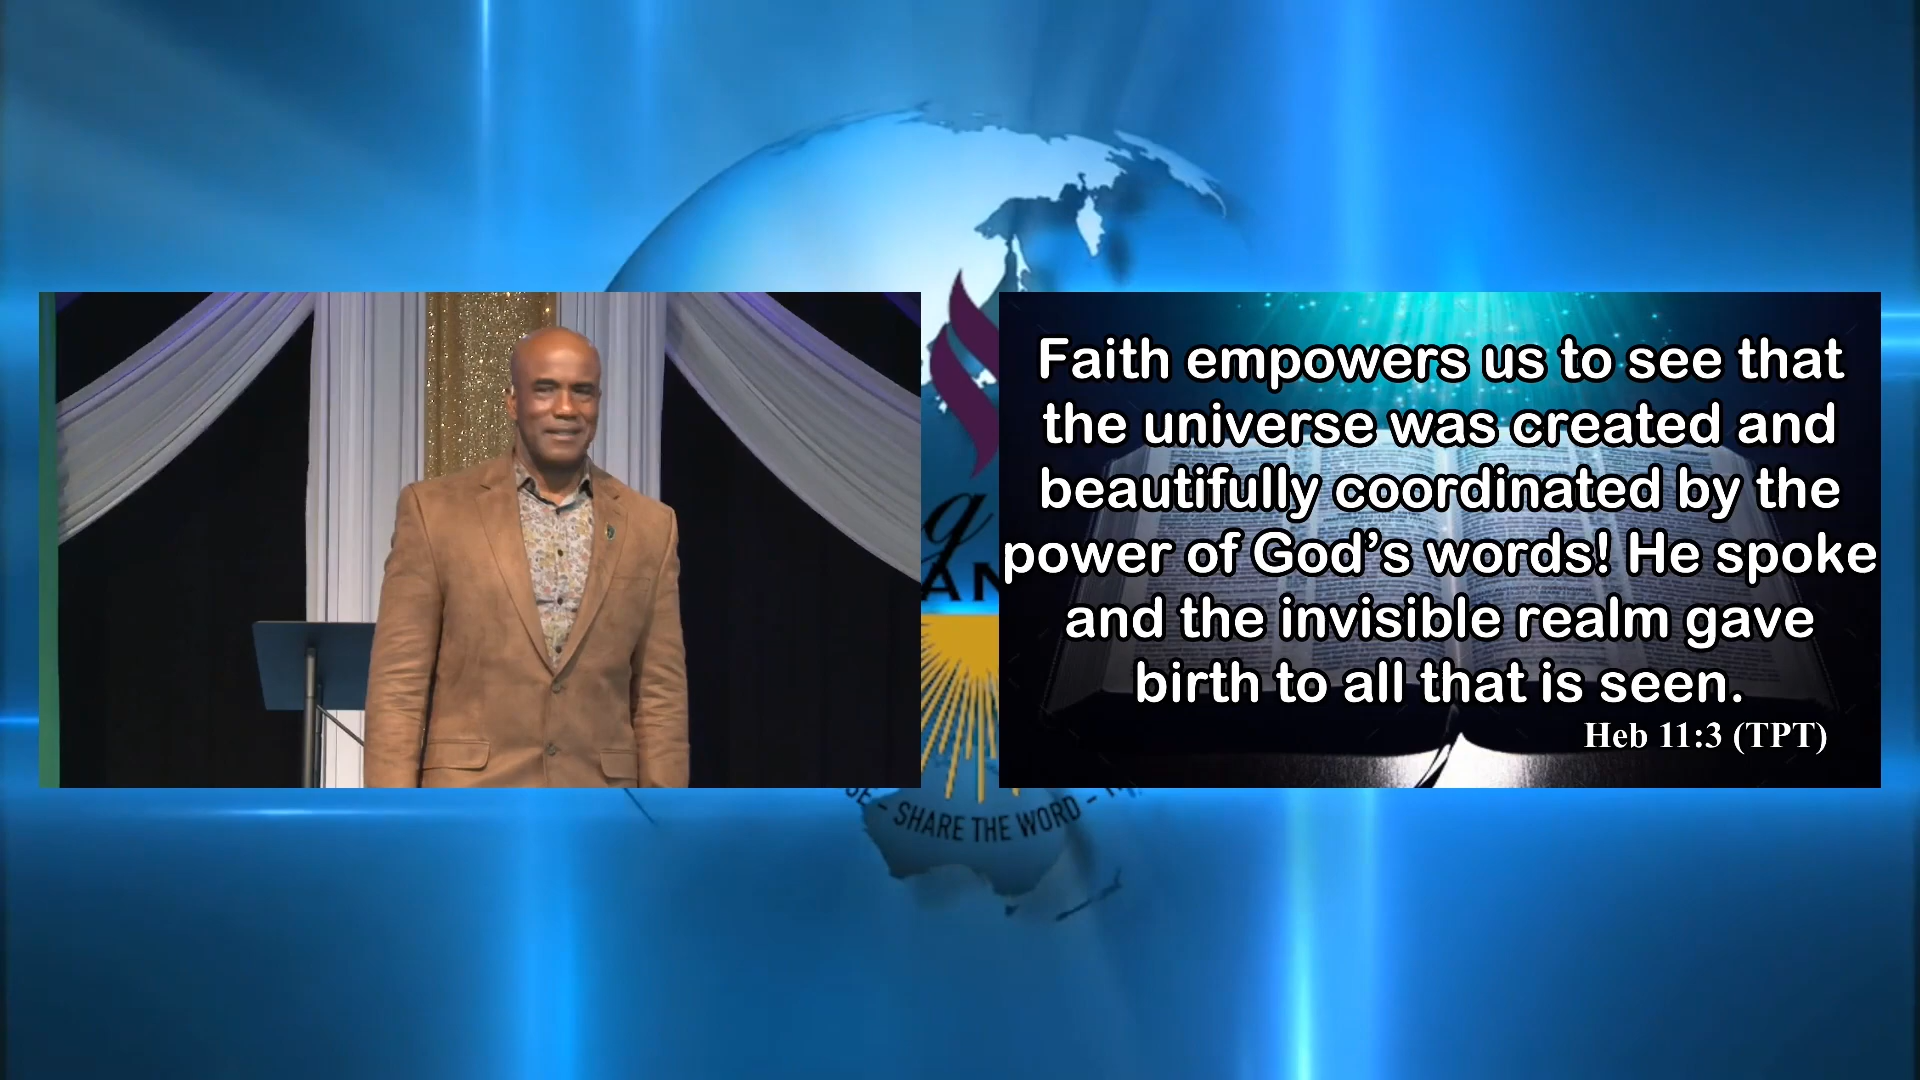 Faith empowers us to see that
the universe was created and
beautifully coordinated by the
power of God’s words! He spoke
and the invisible realm gave
birth to all that is seen.
Heb 11:3 (TPT)
- SHARE THE WORD -